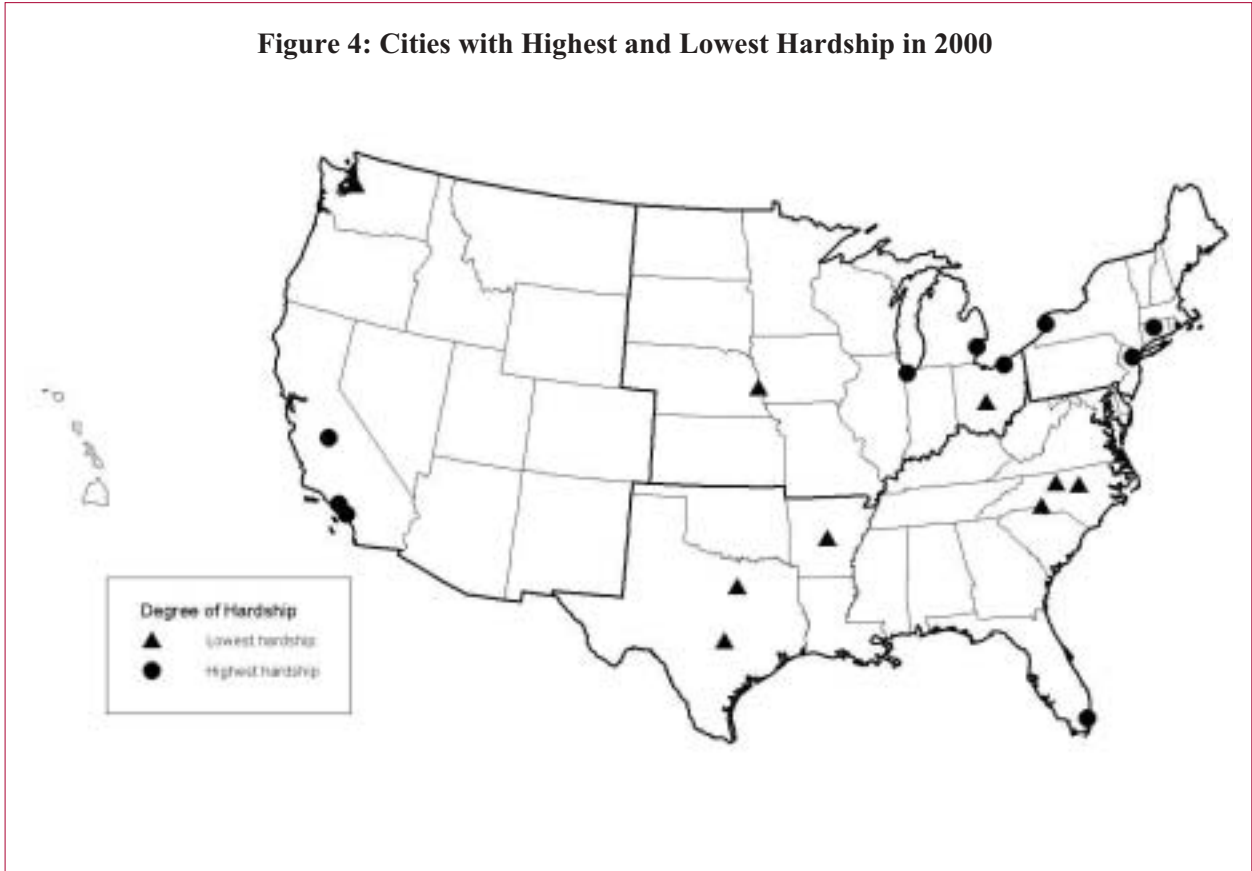 Figure 4: Cities with Highest and Lowest Hardship in 2000
Degree of Hardship
Lowest hardship
Highest hardship